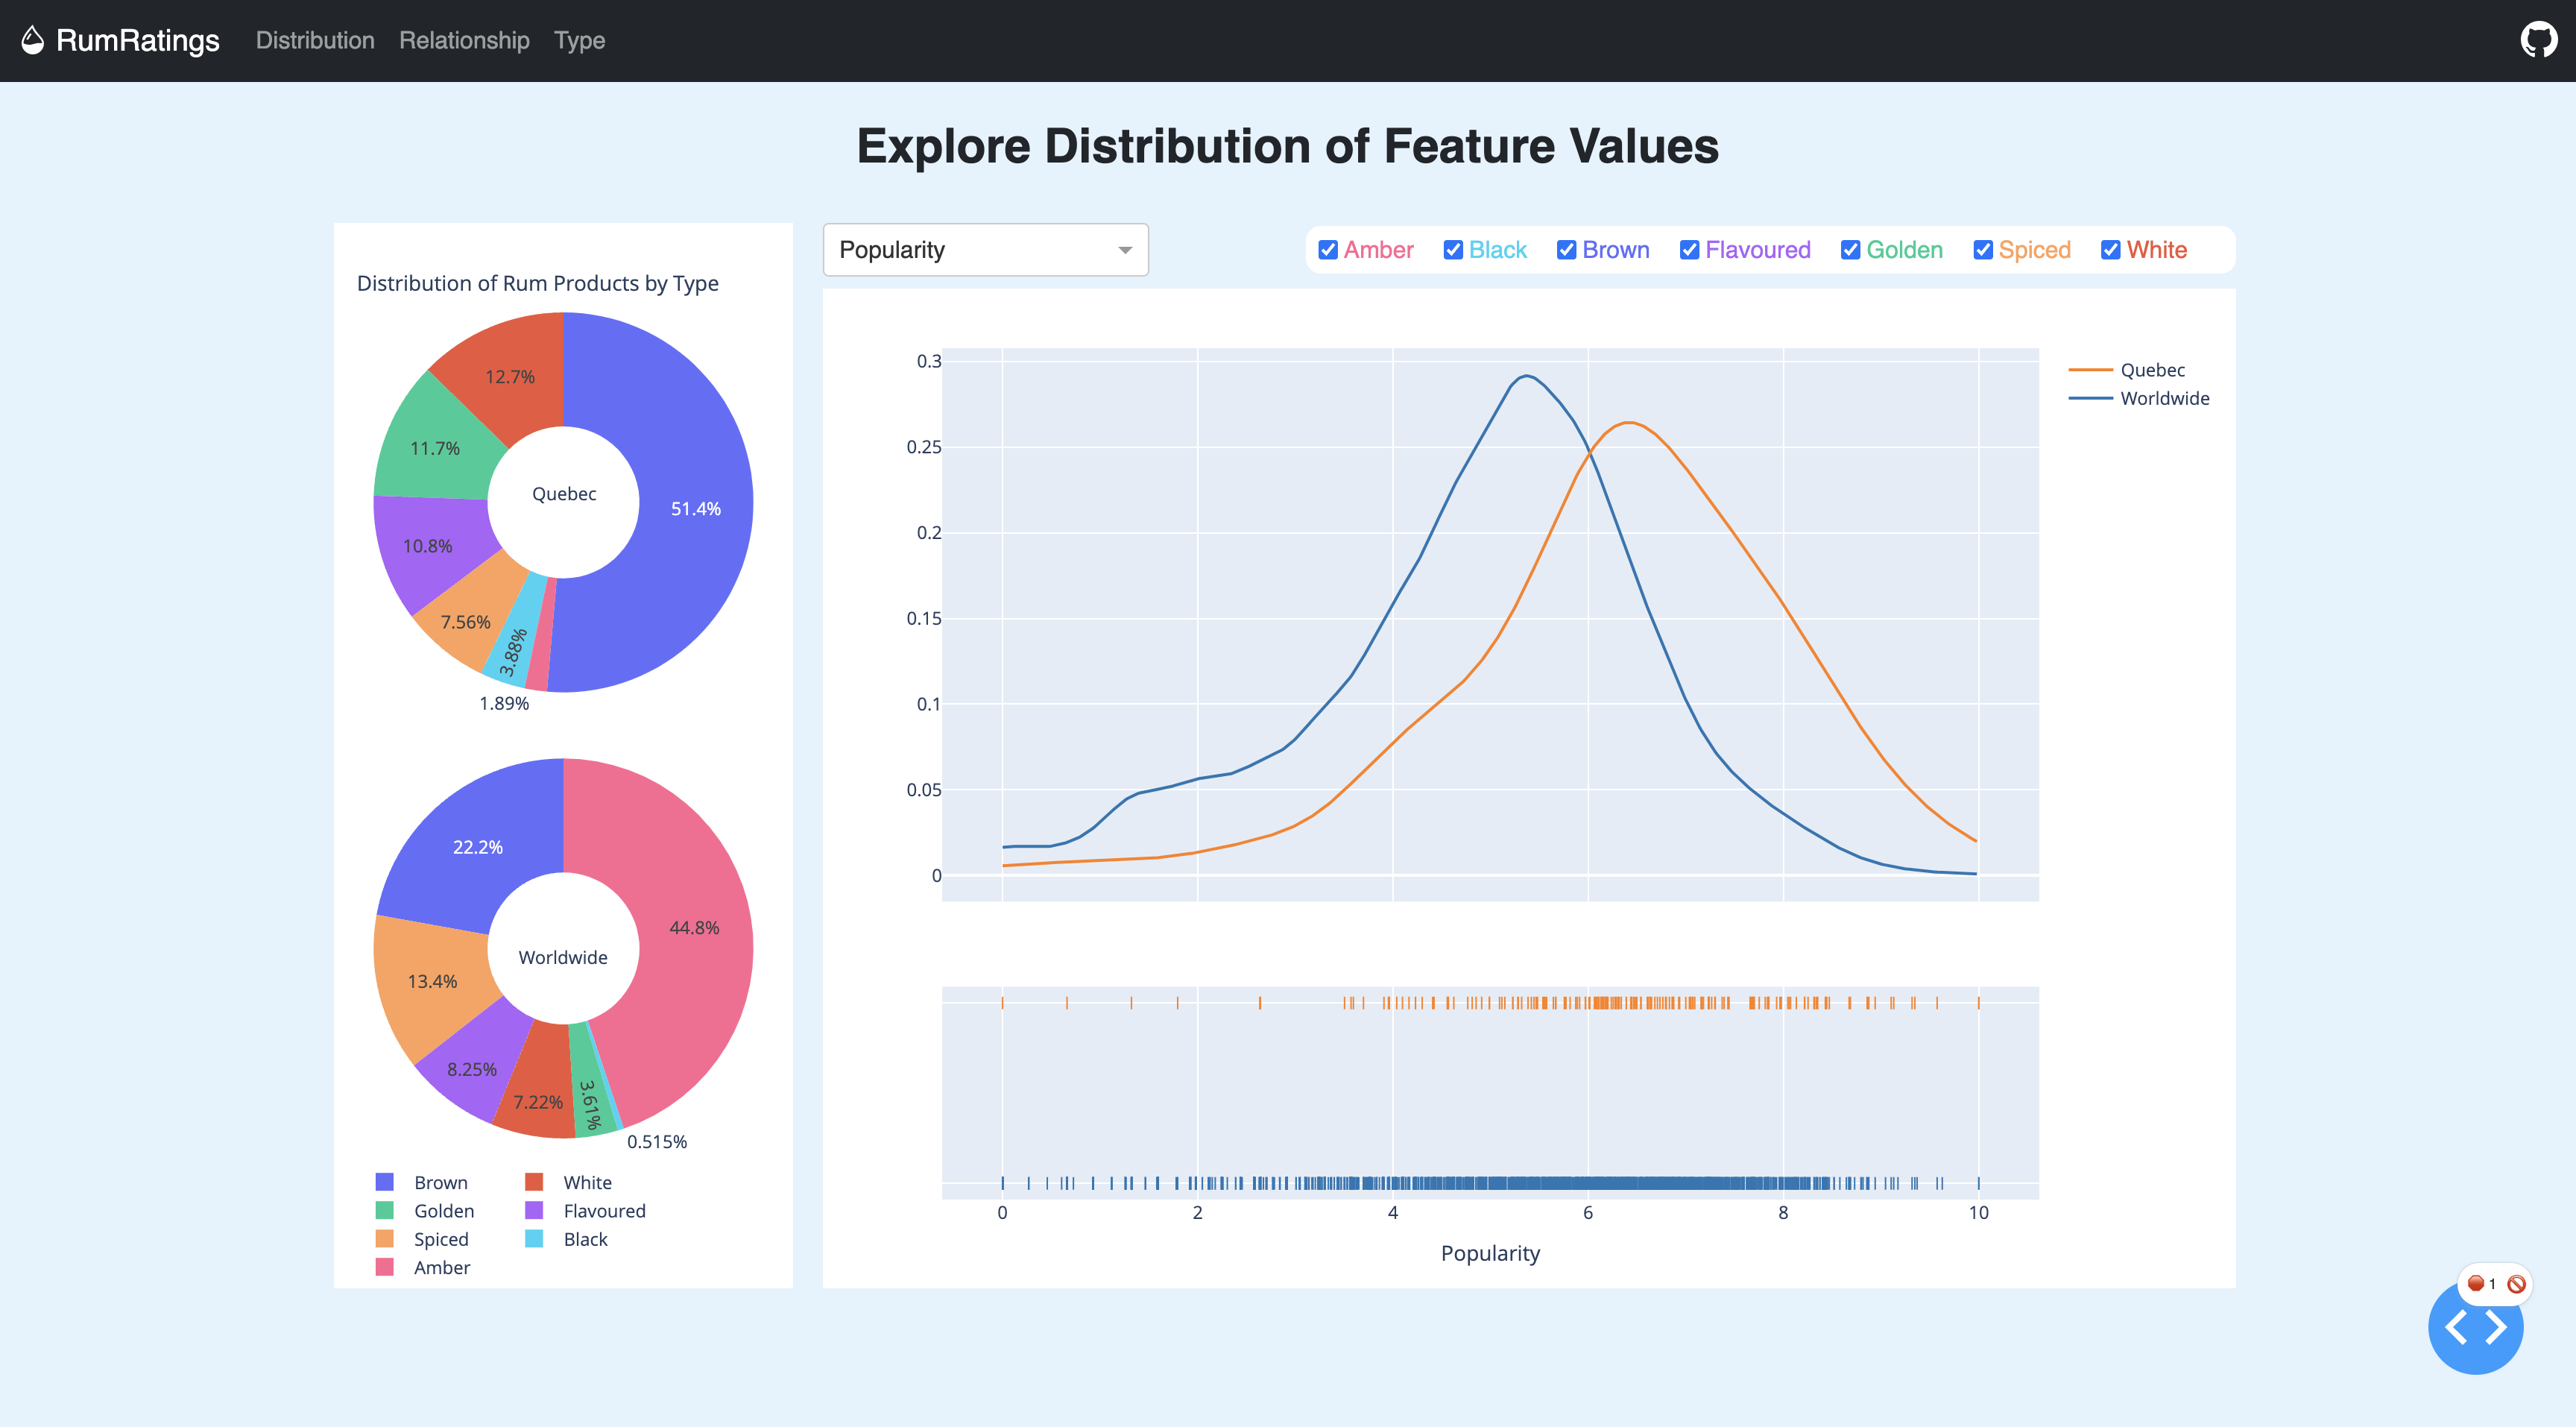 RumRatings Distribution Relationship Type
Explore Distribution of Feature Values
Popularity
Amber Black Brown Flavoured Golden Spiced White
Distribution of Rum Products by Type
12.7%
11.7%
Quebec
51.4%
10.8%
7.56%
3.88%
1.89%
22.2%
44.8%
Worldwide
13.4%
8.25%
7.22%
3.61%
0.515%
Brown White
Golden Flavoured
Spiced Black
Amber
0.3
0.25
0.2
0.15
0.1
0.05
0
Quebec
Worldwide
0 2 4 6 8 10
Popularity
1